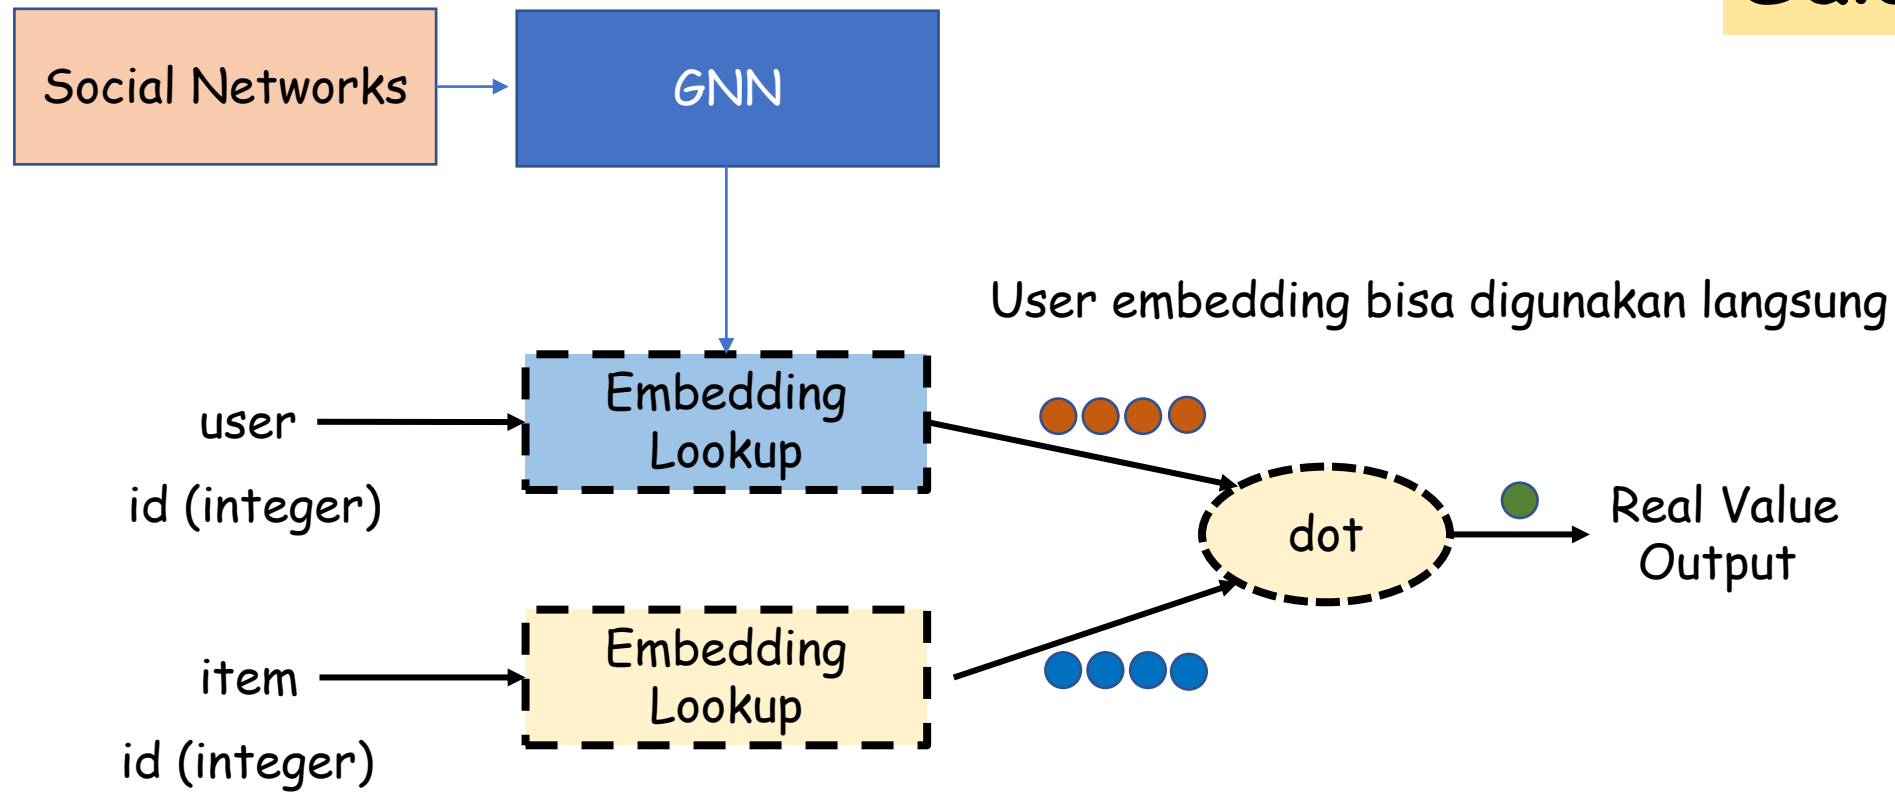 Social Networks
GNN
User embedding bisa digunakan langsung
user
id (integer)
Embedding
Lookup
dot
Real Value
Output
item
id (integer)
Embedding
Lookup